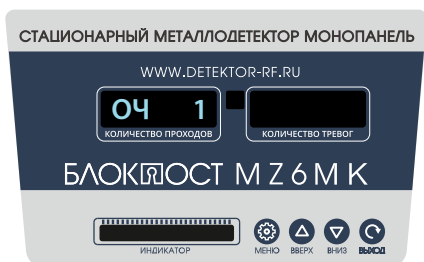 СТАЦИОНАРНЫЙ МЕТАЛЛОДЕТЕКТОР МОНОПАНЕЛЬ
WWW.DETEKTOR-RF.RU
ОЧ 1
КОЛИЧЕСТВО ПРОХОДОВ КОЛИЧЕСТВО ТРЕВОГ
БЛОКПОСТ M Z 6 M K
ИНДИКАТОР МЕНЮ ВВЕРХ ВНИЗ ВЫХОД